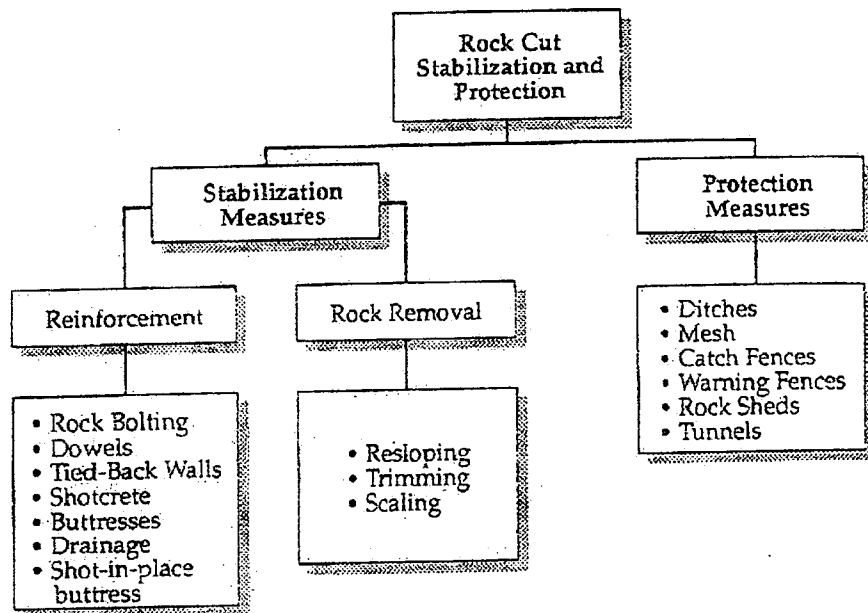 Rock Cut
Stabilization and
Protection
Stabilization
Measures
Protection
Measures
Reinforcement
Rock Removal
• Rock Bolting
• Dowels
• Tied-Back Walls
• Shotcrete
• Buttresses
• Drainage
• Shot-in-place
buttress
• Resloping
• Trimming
• Scaling
• Ditches
• Mesh
• Catch Fences
• Warning Fences
• Rock Sheds
• Tunnels